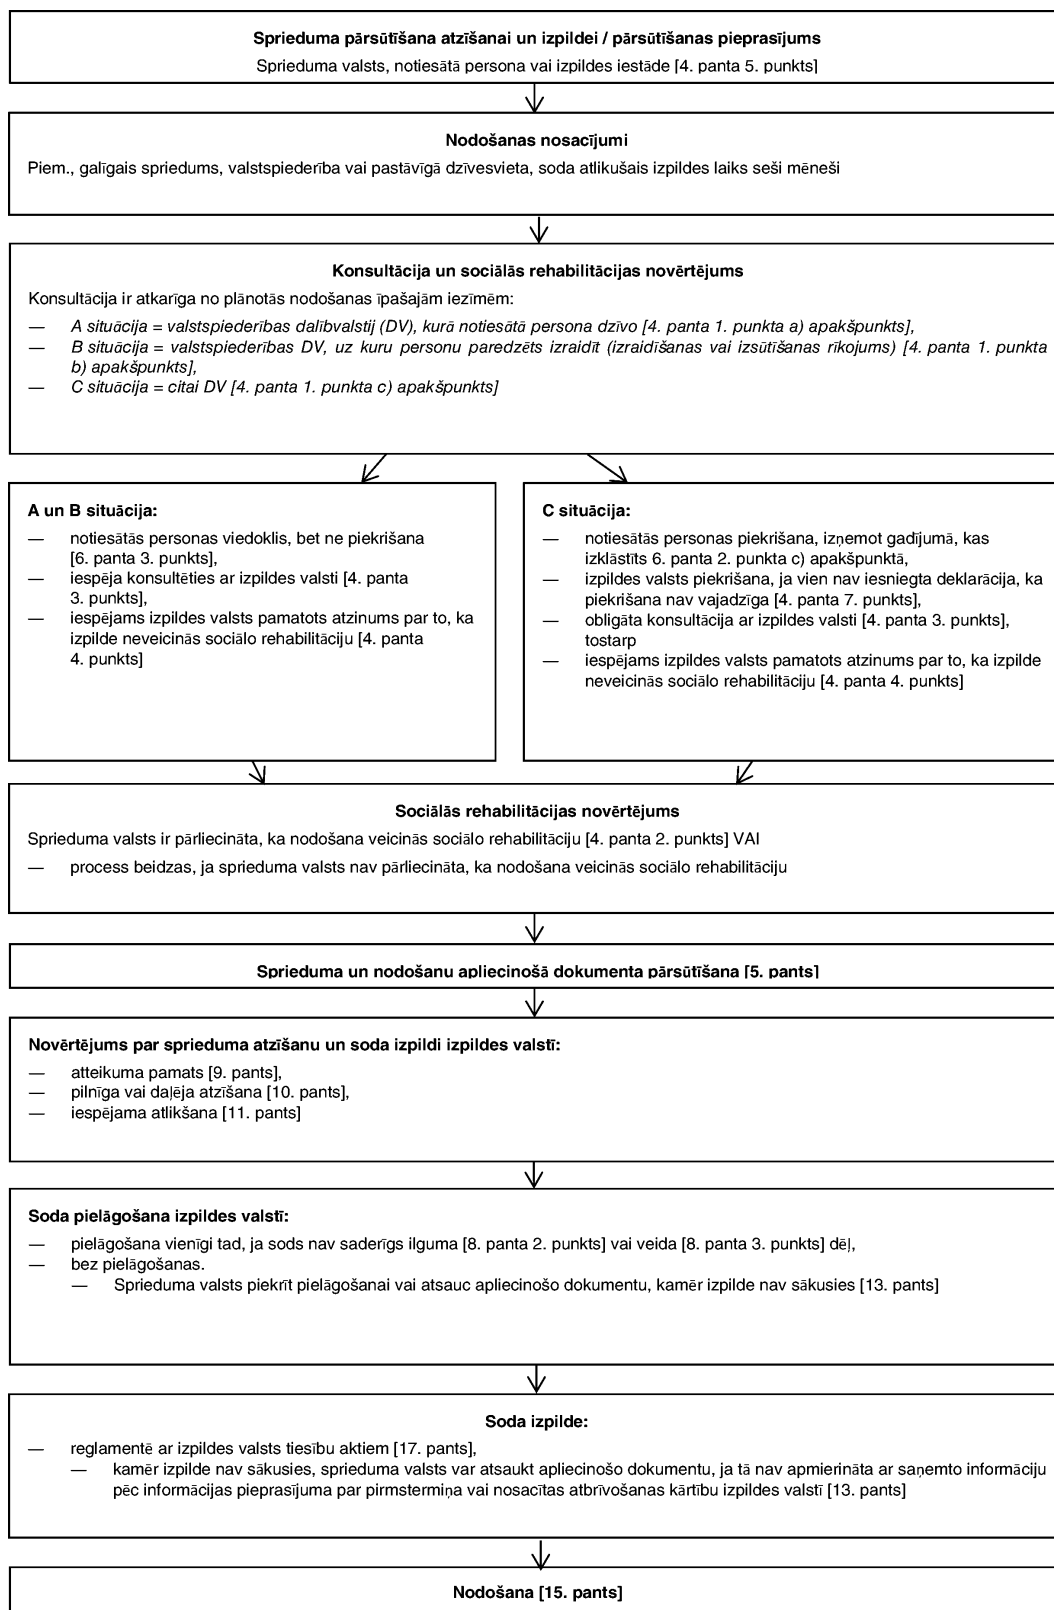 Sprieduma pārsūtīšana atzīšanai un izpildei / pārsūtīšanas pieprasījums
Sprieduma valsts, notiesātā persona vai izpildes iestāde [4. panta 5. punkts]
Nodošanas nosacījumi
Piem., galīgais spriedums, valstspiederība vai pastāvīgā dzīvesvieta, soda atlikušais izpildes laiks seši mēneši
Konsultācija un sociālās rehabilitācijas novērtējums
Konsultācija ir atkarīga no plānotās nodošanas īpašajām iezīmēm:
— A situācija = valstspiederības dalībvalstij (DV), kurā notiesātā persona dzīvo [4. panta 1. punkta a) apakšpunkts],
— B situācija = valstspiederības DV, uz kuru personu paredzēts izraidīt (izraidīšanas vai izsūtīšanas rīkojums) [4. panta 1. punkta
b) apakšpunkts],
— C situācija = citai DV [4. panta 1. punkta c) apakšpunkts]
A un B situācija:
— notiesātās personas viedoklis, bet ne piekrišana
[6. panta 3. punkts],
— iespēja konsultēties ar izpildes valsti [4. panta
3. punkts],
— iespējams izpildes valsts pamatots atzinums par to, ka
izpilde neveicinās sociālo rehabilitāciju [4. panta
4. punkts]
C situācija:
— notiesātās personas piekrišana, izņemot gadījumā, kas
izklāstīts 6. panta 2. punkta c) apakšpunktā,
— izpildes valsts piekrišana, ja vien nav iesniegta deklarācija, ka
piekrišana nav vajadzīga [4. panta 7. punkts],
— obligāta konsultācija ar izpildes valsti [4. panta 3. punkts],
tostarp
— iespējams izpildes valsts pamatots atzinums par to, ka izpilde
neveicinās sociālo rehabilitāciju [4. panta 4. punkts]
Sociālās rehabilitācijas novērtējums
Sprieduma valsts ir pārliecināta, ka nodošana veicinās sociālo rehabilitāciju [4. panta 2. punkts] VAI
— process beidzas, ja sprieduma valsts nav pārliecināta, ka nodošana veicinās sociālo rehabilitāciju
Sprieduma un nodošanu apliecinošā dokumenta pārsūtīšana [5. pants]
Novērtējums par sprieduma atzīšanu un soda izpildi izpildes valstī:
— atteikuma pamats [9. pants],
— pilnīga vai daļēja atzīšana [10. pants],
— iespējama atlikšana [11. pants]
Soda pielāgošana izpildes valstī:
— pielāgošana vienīgi tad, ja sods nav saderīgs ilguma [8. panta 2. punkts] vai veida [8. panta 3. punkts] dēļ,
— bez pielāgošanas.
— Sprieduma valsts piekrīt pielāgošanai vai atsauc apliecinošo dokumentu, kamēr izpilde nav sākusies [13. pants]
Soda izpilde:
— reglamentē ar izpildes valsts tiesību aktiem [17. pants],
— kamēr izpilde nav sākusies, sprieduma valsts var atsaukt apliecinošo dokumentu, ja tā nav apmierināta ar saņemto informāciju
pēc informācijas pieprasījuma par pirmstermiņa vai nosacītas atbrīvošanas kārtību izpildes valstī [13. pants]
Nodošana [15. pants]